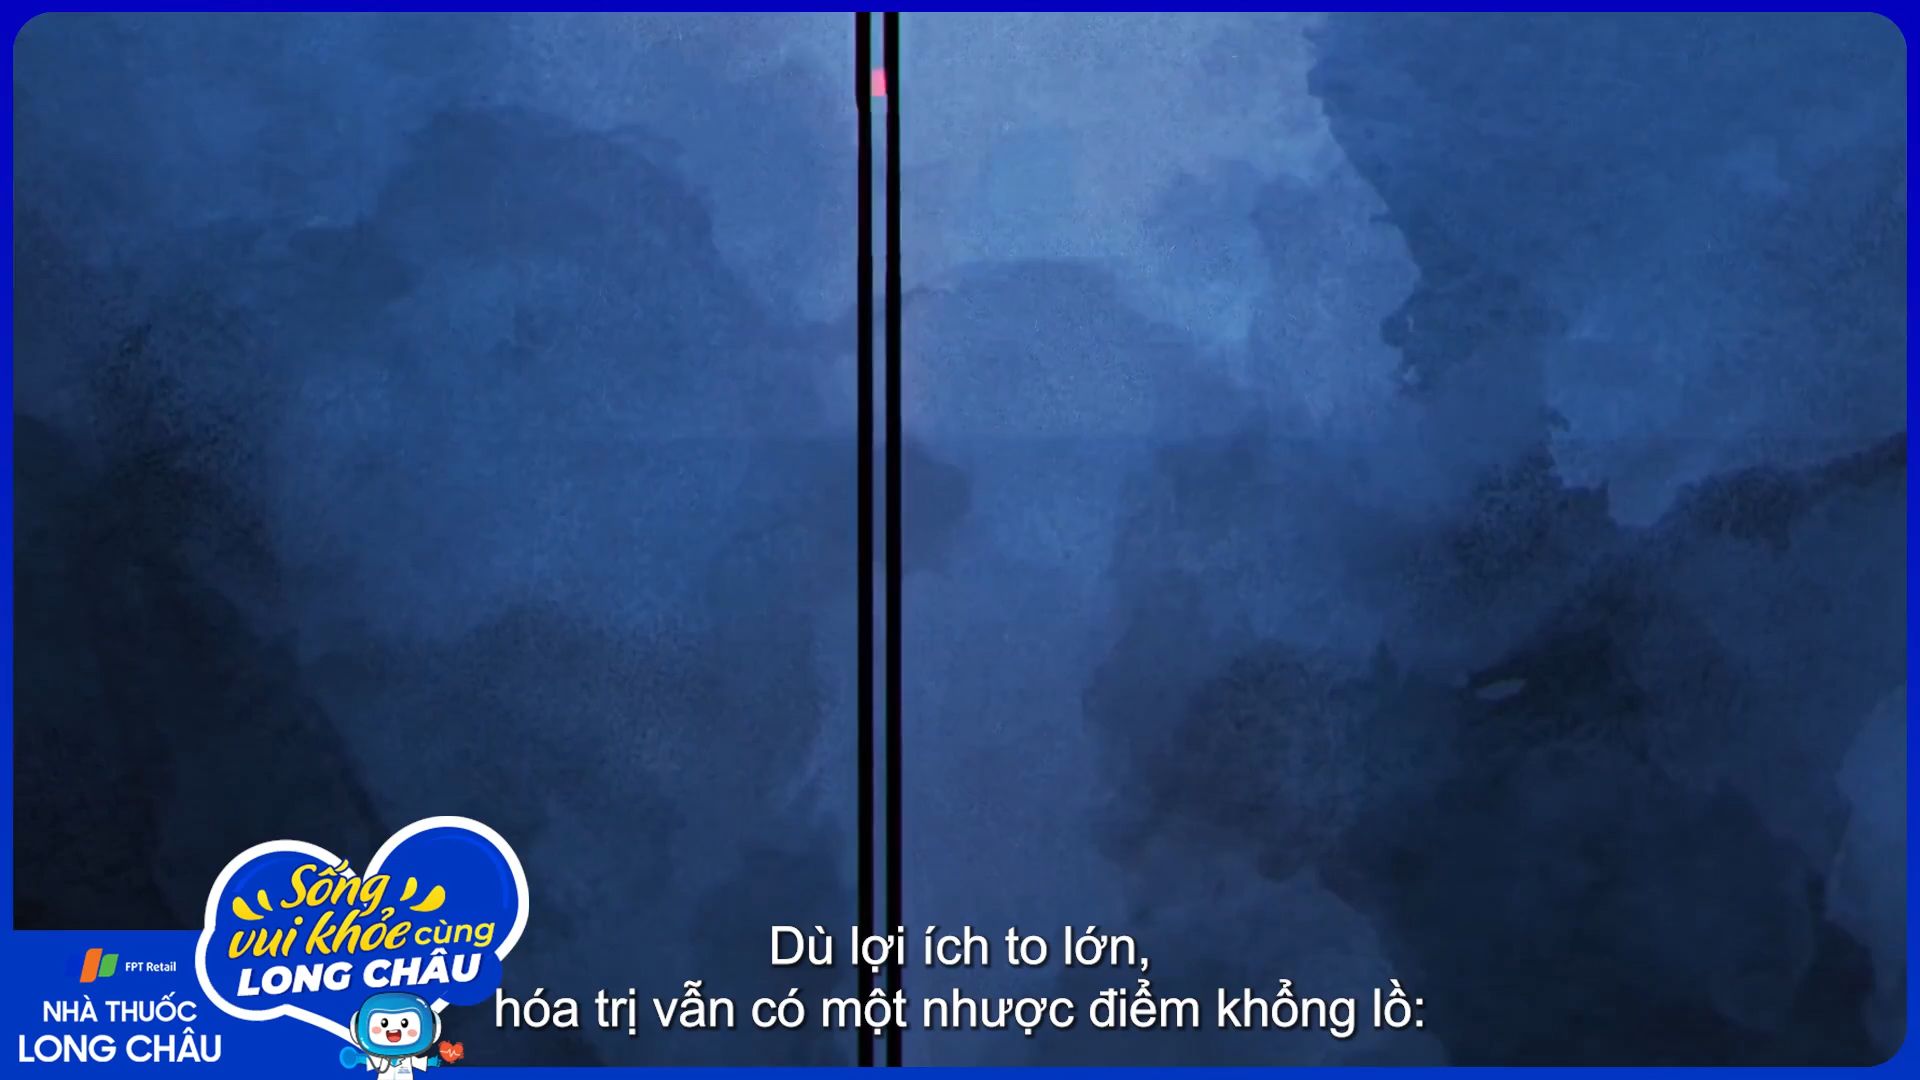 Sống
vui khỏe cùng
LONG CHÂU
FPT Retail
NHÀ THUỐC
LONG CHÂU
Dù lợi ích to lớn,
hóa trị vẫn có một nhược điểm khổng lồ: